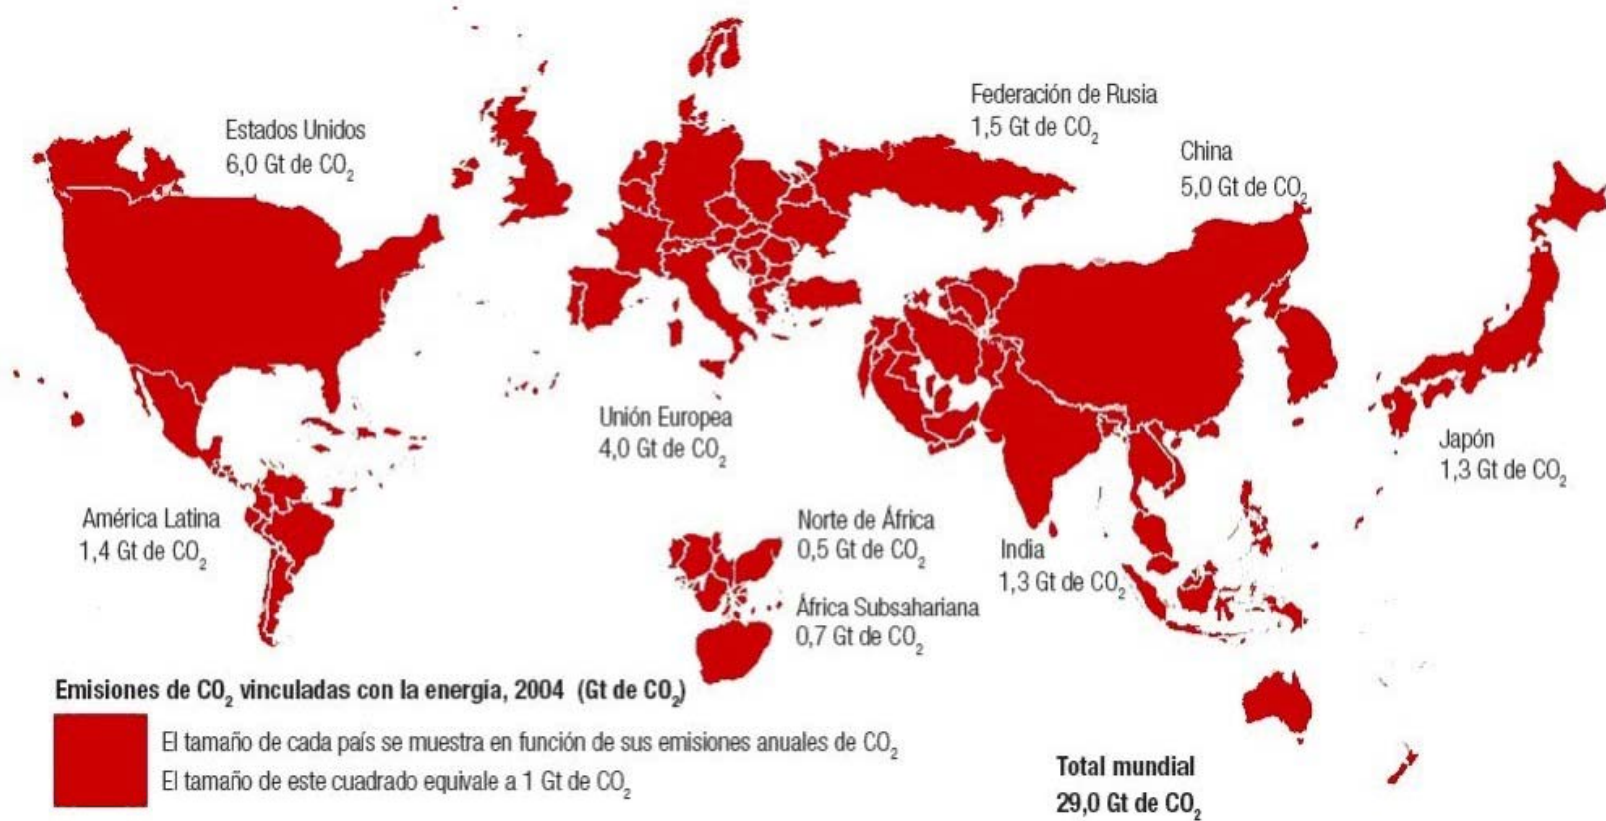 Federación de Rusia
1,5 Gt de CO₂
Estados Unidos
6,0 Gt de CO₂
China
5,0 Gt de CO₂
Unión Europea
4,0 Gt de CO₂
Japón
1,3 Gt de CO₂
América Latina
1,4 Gt de CO₂
Norte de África
0,5 Gt de CO₂
India
1,3 Gt de CO₂
África Subsahariana
0,7 Gt de CO₂
Emisiones de CO₂ vinculadas con la energía, 2004 (Gt de CO₂)
El tamaño de cada país se muestra en función de sus emisiones anuales de CO₂
El tamaño de este cuadrado equivale a 1 Gt de CO₂
Total mundial
29,0 Gt de CO₂